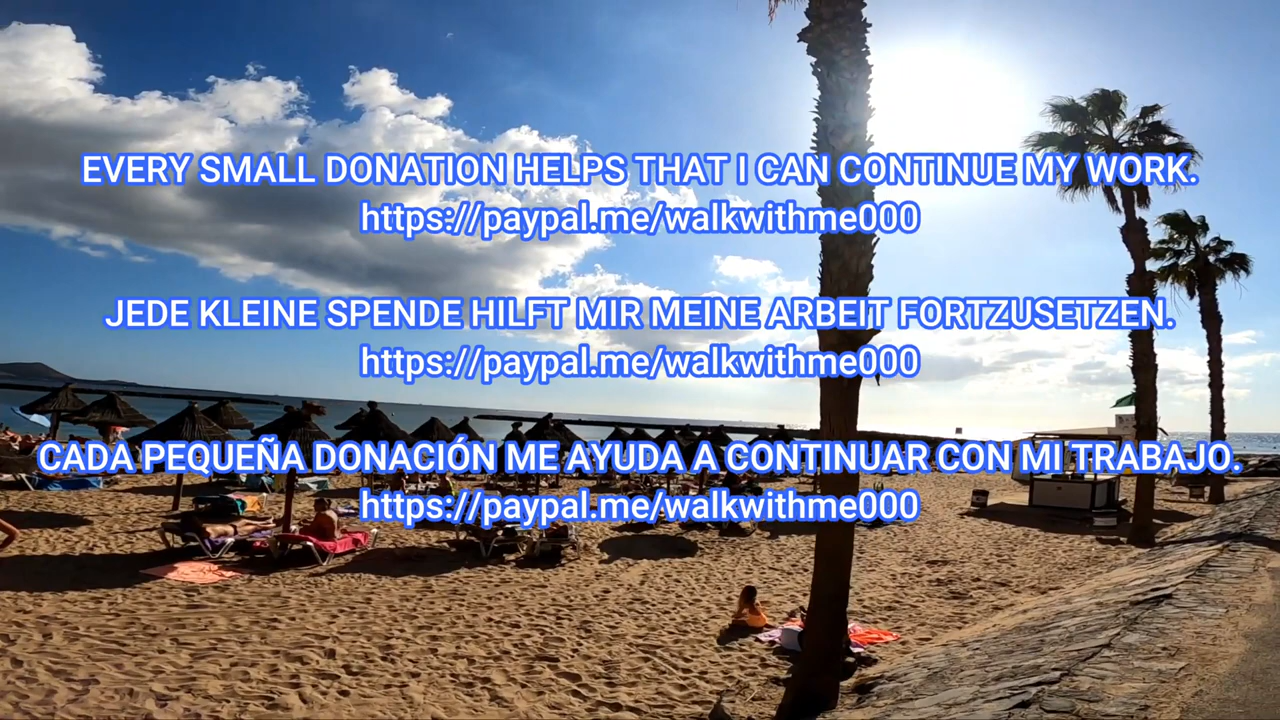 EVERY SMALL DONATION HELPS THAT I CAN CONTINUE MY WORK.
https://paypal.me/walkwithme000
JEDE KLEINE SPENDE HILFT MIR MEINE ARBEIT FORTZUSETZEN.
https://paypal.me/walkwithme000
CADA PEQUEÑA DONACIÓN ME AYUDA A CONTINUAR CON MI TRABAJO.
https://paypal.me/walkwithme000